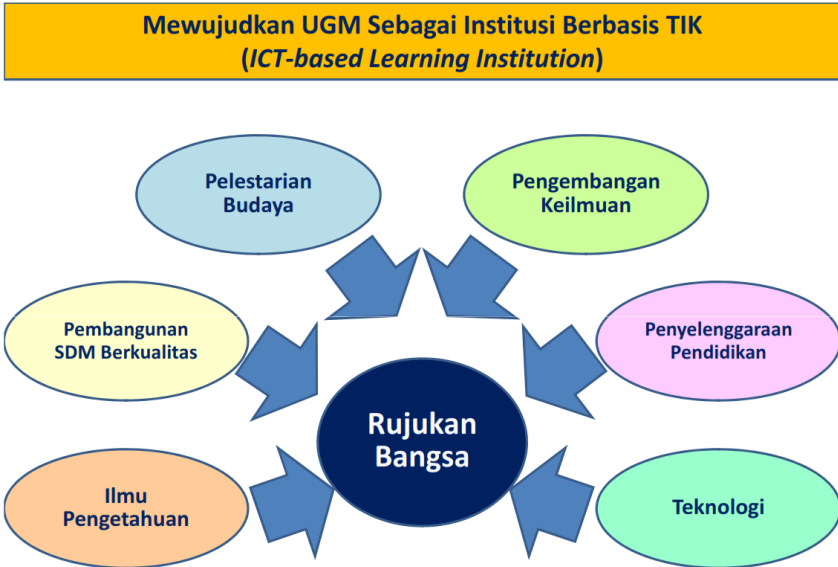 Mewujudkan UGM Sebagai Institusi Berbasis TIK
(ICT-based Learning Institution)
Pelestarian
Budaya
Pengembangan
Keilmuan
Pembangunan
SDM Berkualitas
Penyelenggaraan
Pendidikan
Rujukan
Bangsa
Ilmu
Pengetahuan
Teknologi